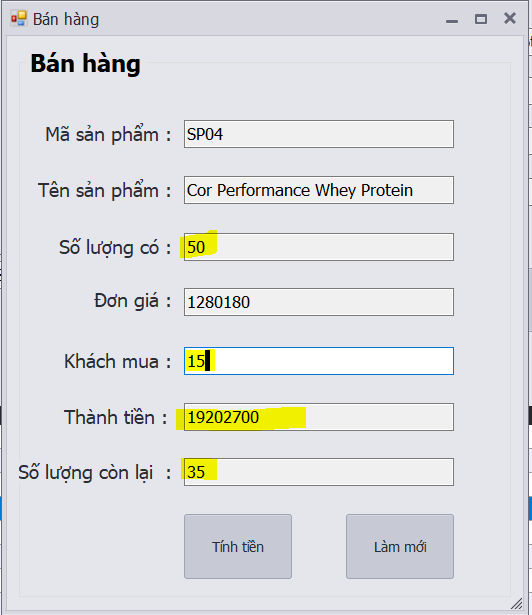 Bán hàng
Bán hàng
Mã sản phẩm : SP04
Tên sản phẩm : Cor Performance Whey Protein
Số lượng có : 50
Đơn giá : 1280180
Khách mua : 15
Thành tiền : 19202700
Số lượng còn lại : 35
Tính tiền Làm mới